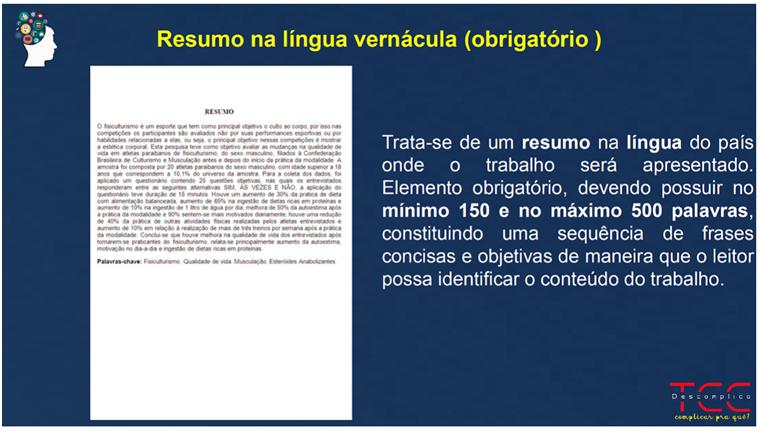 Resumo na língua vernácula (obrigatório )
RESUMO
O fisiculturismo é um esporte que tem como principal objetivo o culto ao corpo, por isso nas
competições os participantes são avaliados não por suas performances esportivas ou por
habilidades relacionadas a elas, ou seja, o principal objetivo nessas competições é mostrar
a estética corporal. Esta pesquisa teve como objetivo avaliar as mudanças na qualidade de
vida em atletas paraibanos de fisiculturismo, do sexo masculino, filiados à Confederação
Brasileira de Culturismo e Musculação antes e depois do início da prática da modalidade. A
amostra foi composta por 20 atletas paraibanos do sexo masculino, com idade superior a 18
anos que correspondem a 10,1% do universo da amostra. Para a coleta dos dados, foi
aplicado um questionário contendo 25 questões objetivas, nas quais os entrevistados
responderam entre as seguintes alternativas SIM, ÀS VEZES E NÃO, a aplicação do
questionário teve duração de 15 minutos. Houve um aumento de 30% da prática de dieta
com alimentação balanceada, aumento de 65% na ingestão de dietas ricas em proteínas e
aumento de 10% na ingestão de 1 litro de água por dia, melhora de 50% da autoestima após
a prática da modalidade e 90% sentem-se mais motivados diariamente, houve uma redução
de 40% da prática de outras atividades físicas realizadas pelos atletas entrevistados e
aumento de 10% em relação à realização de mais de três treinos por semana após a prática
da modalidade. Conclui-se que houve melhora na qualidade de vida dos entrevistados após
tornarem-se praticantes do fisiculturismo, relata-se principalmente aumento da autoestima,
motivação no dia-a-dia e ingestão de dietas ricas em proteínas.
Palavras-chave: Fisiculturismo. Qualidade de vida. Musculação. Esteróides Anabolizantes.
Trata-se de um resumo na língua do país
onde o trabalho será apresentado.
Elemento obrigatório, devendo possuir no
mínimo 150 e no máximo 500 palavras,
constituindo uma sequência de frases
concisas e objetivas de maneira que o leitor
possa identificar o conteúdo do trabalho.
TCC
Descomplica
complicar pra quê?